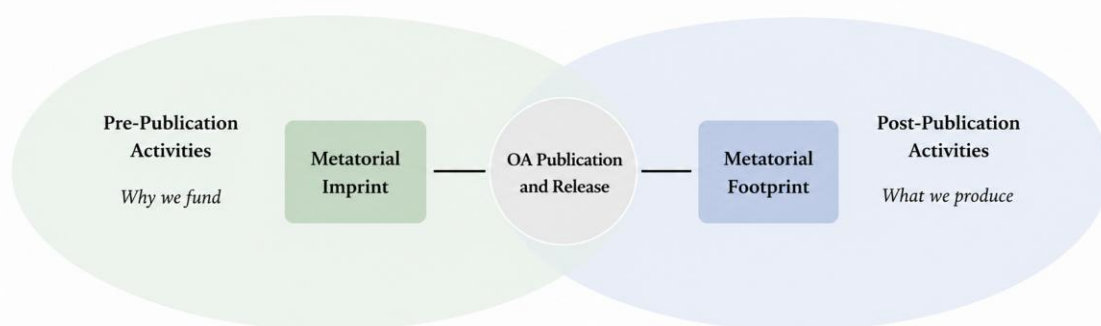 Pre-Publication
Activities
Why we fund
Metatorial
Imprint
OA Publication
and Release
Metatorial
Footprint
Post-Publication
Activities
What we produce